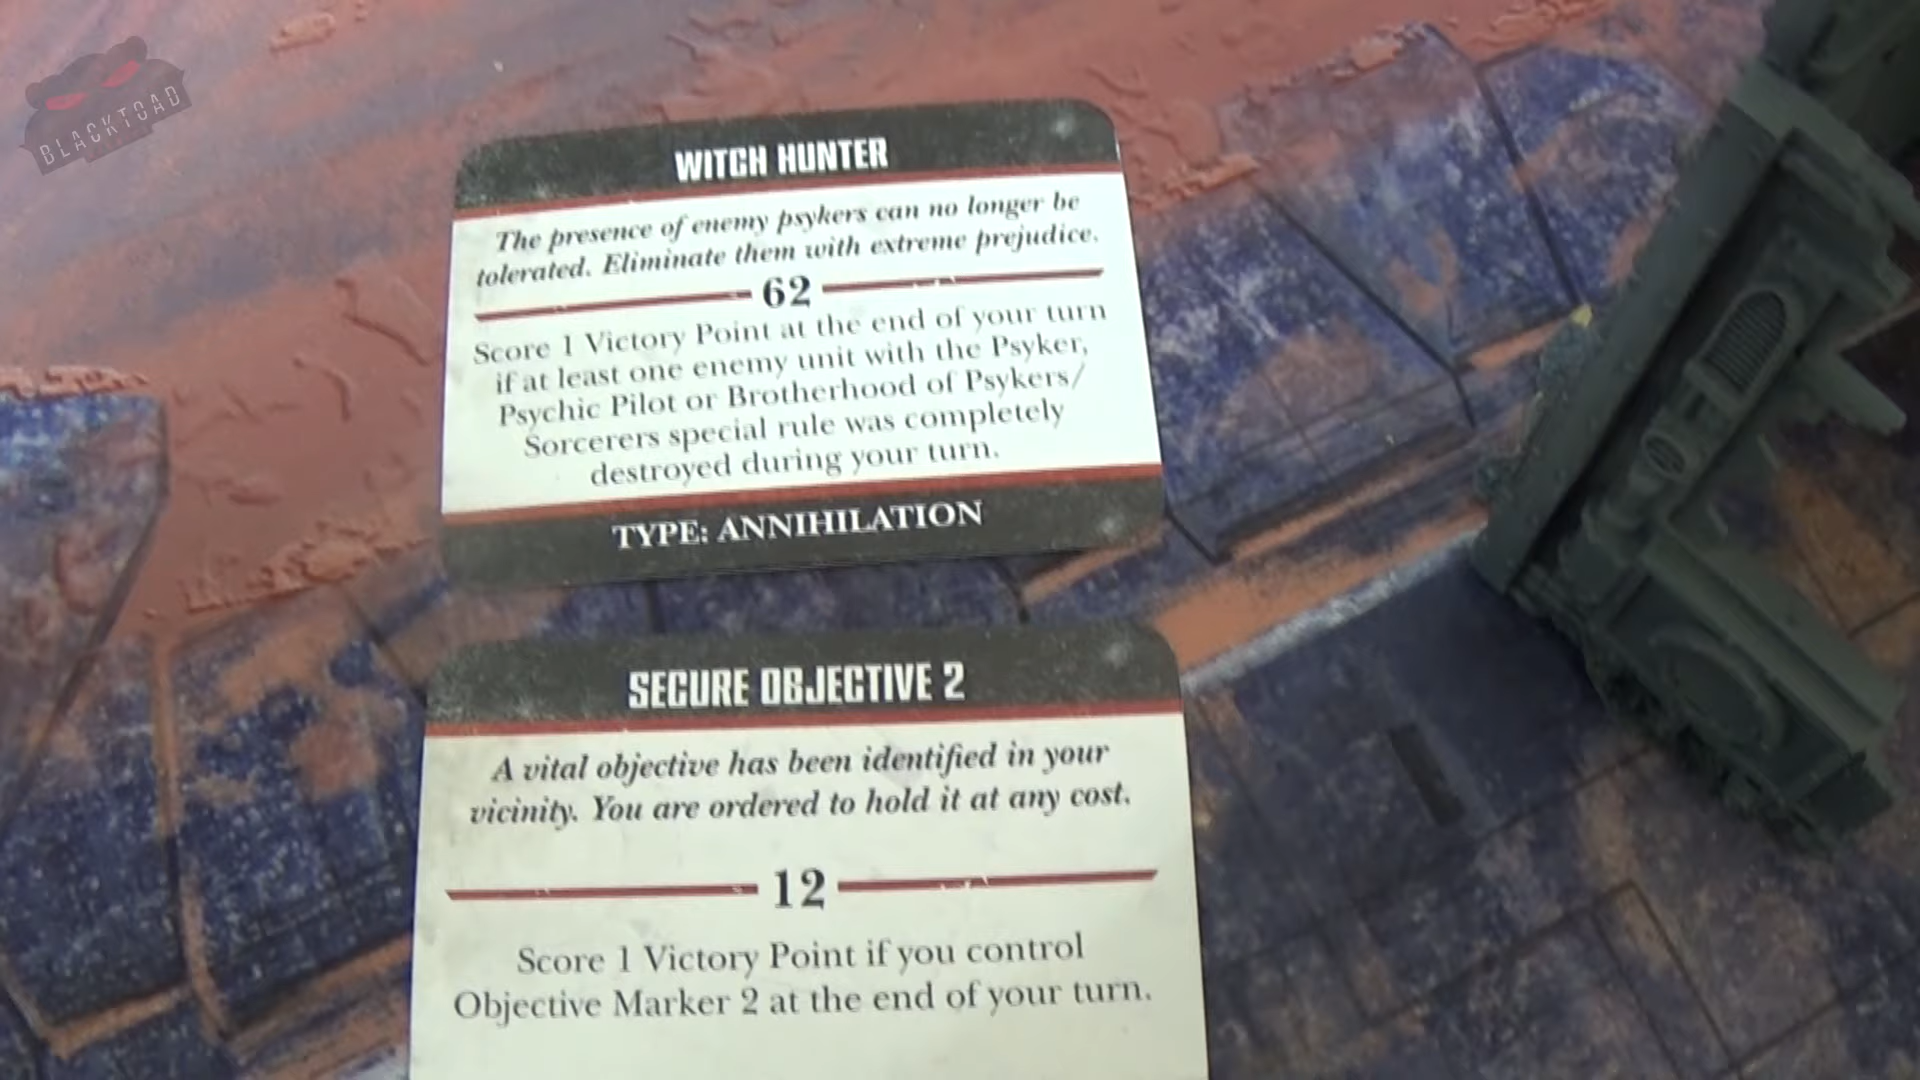 BLACKTOAD
WITCH HUNTER
The presence of enemy psykers can no longer be
tolerated. Eliminate them with extreme prejudice.
62
Score 1 Victory Point at the end of your turn
if at least one enemy unit with the Psyker,
Psychic Pilot or Brotherhood of Psykers/
Sorcerers special rule was completely
destroyed during your turn.
TYPE: ANNIHILATION
SECURE OBJECTIVE 2
A vital objective has been identified in your
vicinity. You are ordered to hold it at any cost.
12
Score 1 Victory Point if you control
Objective Marker 2 at the end of your turn.